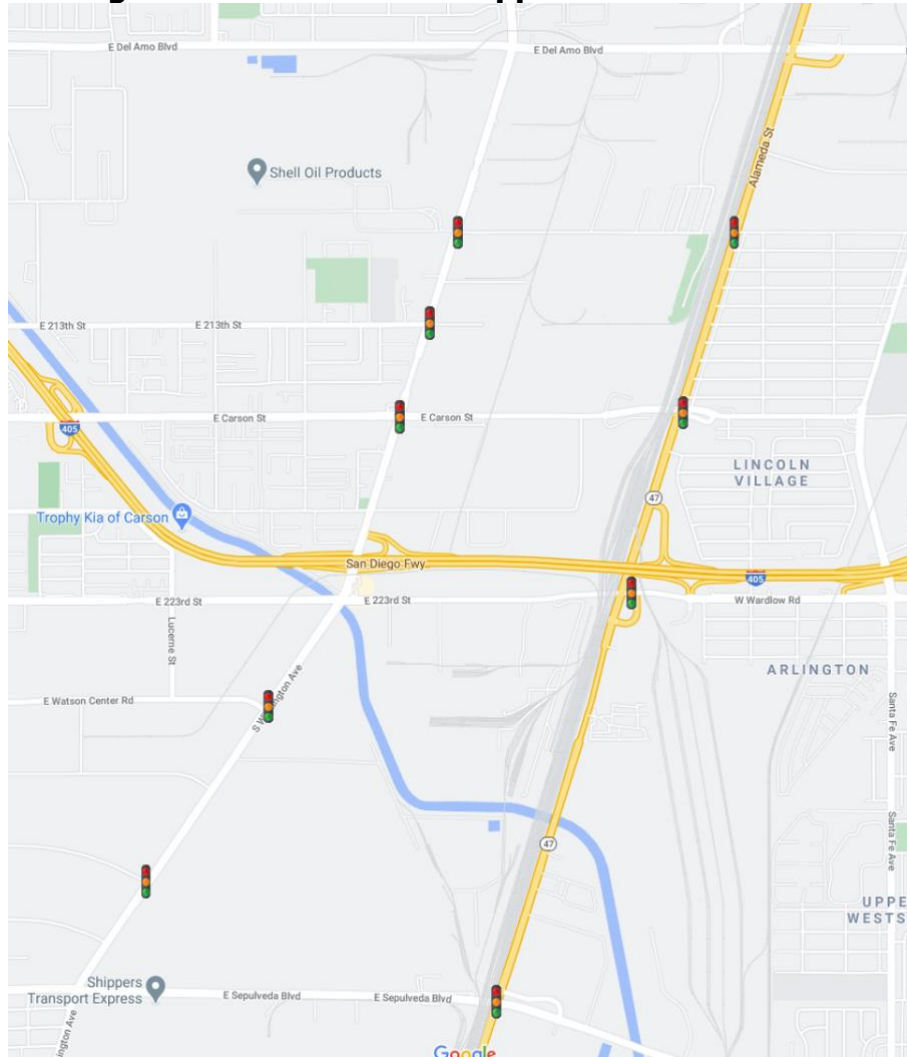 E Del Amo Blvd
E Del Amo Blvd
Alameda St
Shell Oil Products
E 213th St
E 213th St
E Carson St
E Carson St
405
LINCOLN
VILLAGE
47
Trophy Kia of Carson
San Diego Fwy
405
E 223rd St
E 223rd St
W Wardlow Rd
Lucerne St
ARLINGTON
E Watson Center Rd
Santa Fe Ave
47
Santa Fe Ave
UPPE
WESTS
Shippers
Transport Express
E Sepulveda Blvd
E Sepulveda Blvd
ington Ave
Google